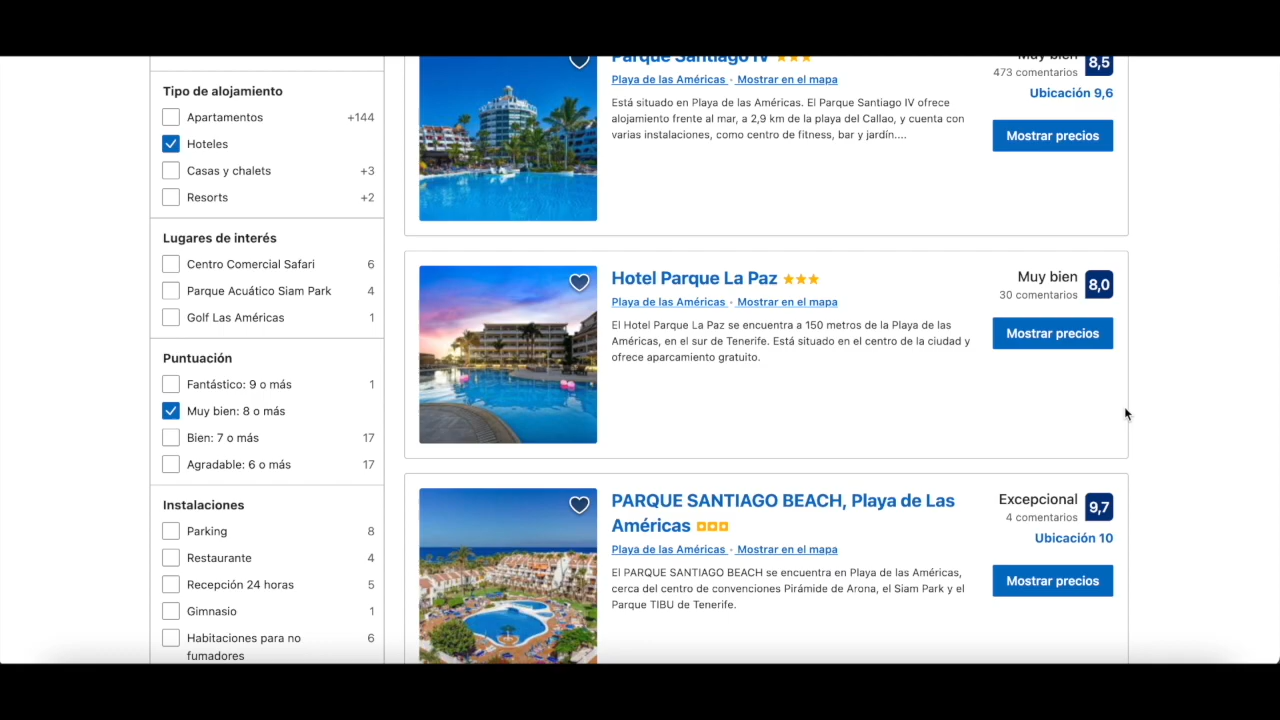 Tipo de alojamiento
Apartamentos +144
Hoteles
Casas y chalets +3
Resorts +2
Lugares de interés
Centro Comercial Safari 6
Parque Acuático Siam Park 4
Golf Las Américas 1
Puntuación
Fantástico: 9 o más 1
Muy bien: 8 o más
Bien: 7 o más 17
Agradable: 6 o más 17
Instalaciones
Parking 8
Restaurante 4
Recepción 24 horas 5
Gimnasio 1
Habitaciones para no 6
fumadores
Parque Santiago IV
Playa de las Américas · Mostrar en el mapa
Está situado en Playa de las Américas. El Parque Santiago IV ofrece
alojamiento frente al mar, a 2,9 km de la playa del Callao, y cuenta con
varias instalaciones, como centro de fitness, bar y jardín....
Muy bien 8,5
473 comentarios
Ubicación 9,6
Mostrar precios
Hotel Parque La Paz
Playa de las Américas · Mostrar en el mapa
El Hotel Parque La Paz se encuentra a 150 metros de la Playa de las
Américas, en el sur de Tenerife. Está situado en el centro de la ciudad y
ofrece aparcamiento gratuito.
Muy bien 8,0
30 comentarios
Mostrar precios
PARQUE SANTIAGO BEACH, Playa de Las
Américas
Playa de las Américas · Mostrar en el mapa
El PARQUE SANTIAGO BEACH se encuentra en Playa de las Américas,
cerca del centro de convenciones Pirámide de Arona, el Siam Park y el
Parque TIBU de Tenerife.
Excepcional 9,7
4 comentarios
Ubicación 10
Mostrar precios